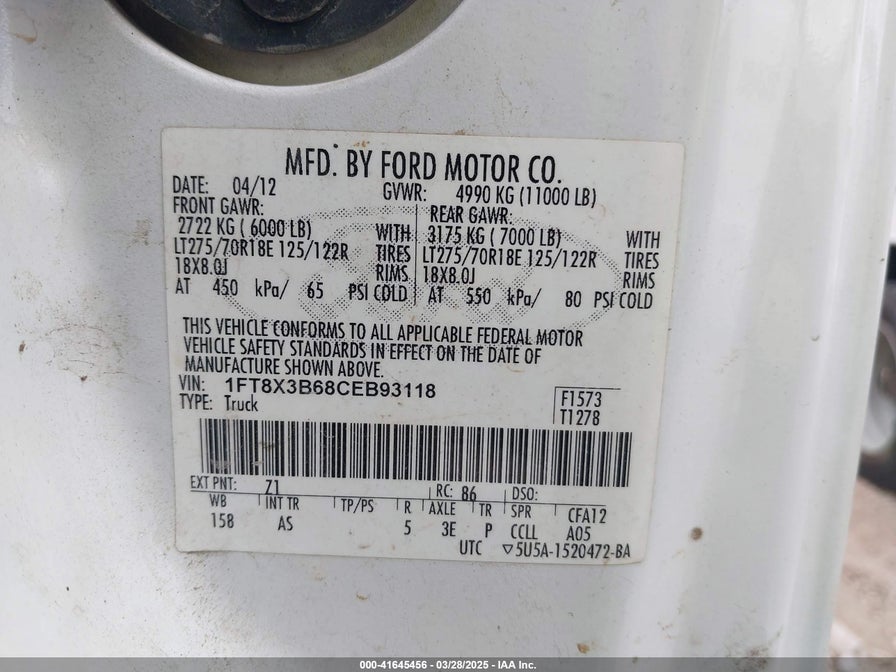 MFD. BY FORD MOTOR CO.
DATE: 04/12 GVWR: 4990 KG (11000 LB)
FRONT GAWR: REAR GAWR:
2722 KG ( 6000 LB) WITH 3175 KG ( 7000 LB) WITH
LT275/70R18E 125/122R TIRES LT275/70R18E 125/122R TIRES
18X8.0J RIMS 18X8.0J RIMS
AT 450 kPa/ 65 PSI COLD AT 550 kPa/ 80 PSI COLD
THIS VEHICLE CONFORMS TO ALL APPLICABLE FEDERAL MOTOR
VEHICLE SAFETY STANDARDS IN EFFECT ON THE DATE OF
MANUFACTURE SHOWN ABOVE.
VIN: 1FT8X3B68CEB93118
TYPE: Truck
F1573
T1278
EXT PNT: Z1 RC: 86 DSO:
WB INT TR TP/PS R AXLE TR SPR CFA12
158 AS 5 3E P CCLL A05
UTC ▽5U5A-1520472-BA
000-41645456 - 03/28/2025 - IAA Inc.